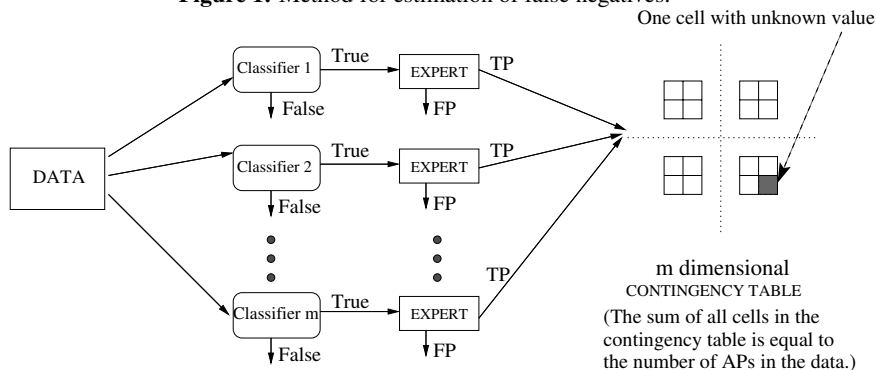 Figure 1. Method for estimation of false negatives.
One cell with unknown value
Classifier 1
True
EXPERT
TP
False
FP
DATA
Classifier 2
True
EXPERT
TP
False
FP
TP
Classifier m
True
EXPERT
False
FP
m dimensional
CONTINGENCY TABLE
(The sum of all cells in the
contingency table is equal to
the number of APs in the data.)